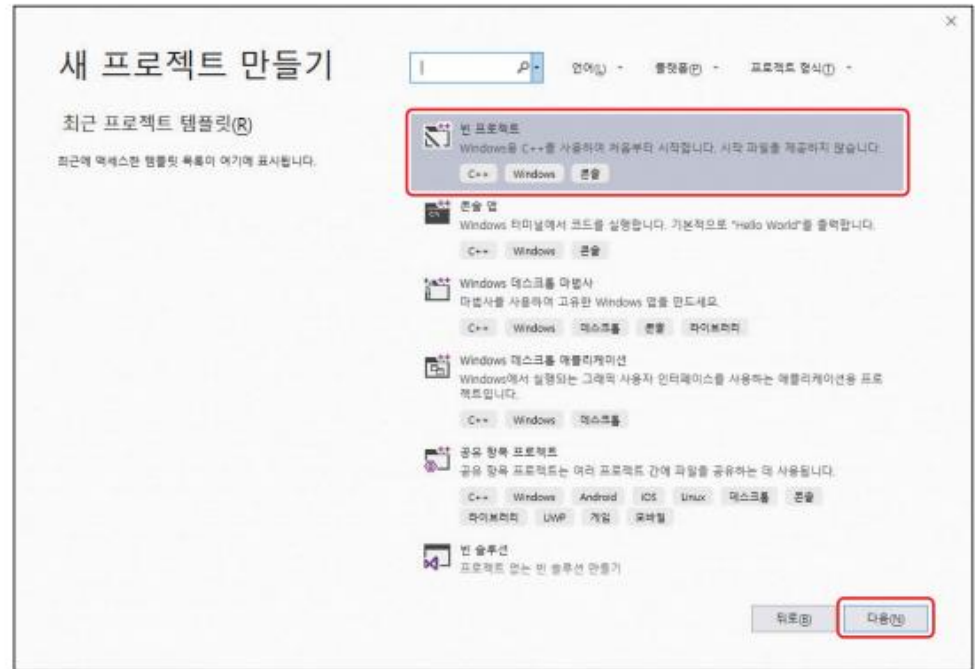 새 프로젝트 만들기
언어(L)
플랫폼(P)
프로젝트 형식(T)
최근 프로젝트 템플릿(R)
최근에 액세스한 템플릿 목록이 여기에 표시됩니다.
빈 프로젝트
Windows용 C++를 사용하여 처음부터 시작합니다. 시작 파일을 제공하지 않습니다.
C++ Windows 콘솔
콘솔 앱
Windows 터미널에서 코드를 실행합니다. 기본적으로 "Hello World"를 출력합니다.
C++ Windows 콘솔
Windows 데스크톱 마법사
마법사를 사용하여 고유한 Windows 앱을 만드세요.
C++ Windows 데스크톱 콘솔 라이브러리
Windows 데스크톱 애플리케이션
Windows에서 실행되는 그래픽 사용자 인터페이스를 사용하는 애플리케이션용 프로
젝트입니다.
C++ Windows 데스크톱
공유 항목 프로젝트
공유 항목 프로젝트는 여러 프로젝트 간에 파일을 공유하는 데 사용됩니다.
C++ Windows Android iOS Linux 데스크톱 콘솔
라이브러리 UWP 게임 모바일
빈 솔루션
프로젝트 없는 빈 솔루션 만들기
뒤로(B)
다음(N)